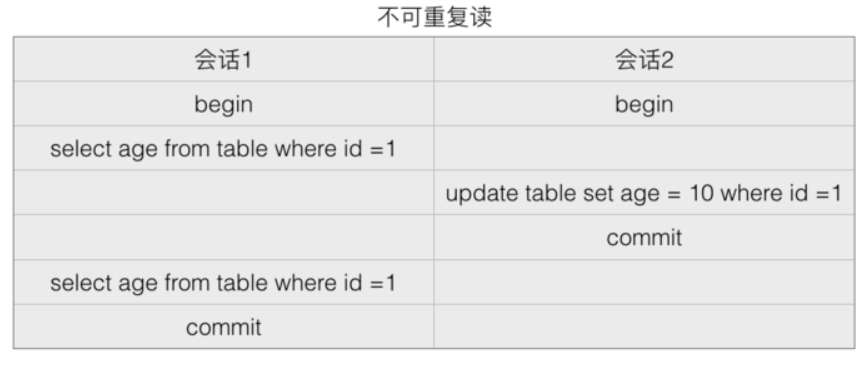 不可重复读
会话1 会话2
begin begin
select age from table where id =1
update table set age = 10 where id =1
commit
select age from table where id =1
commit